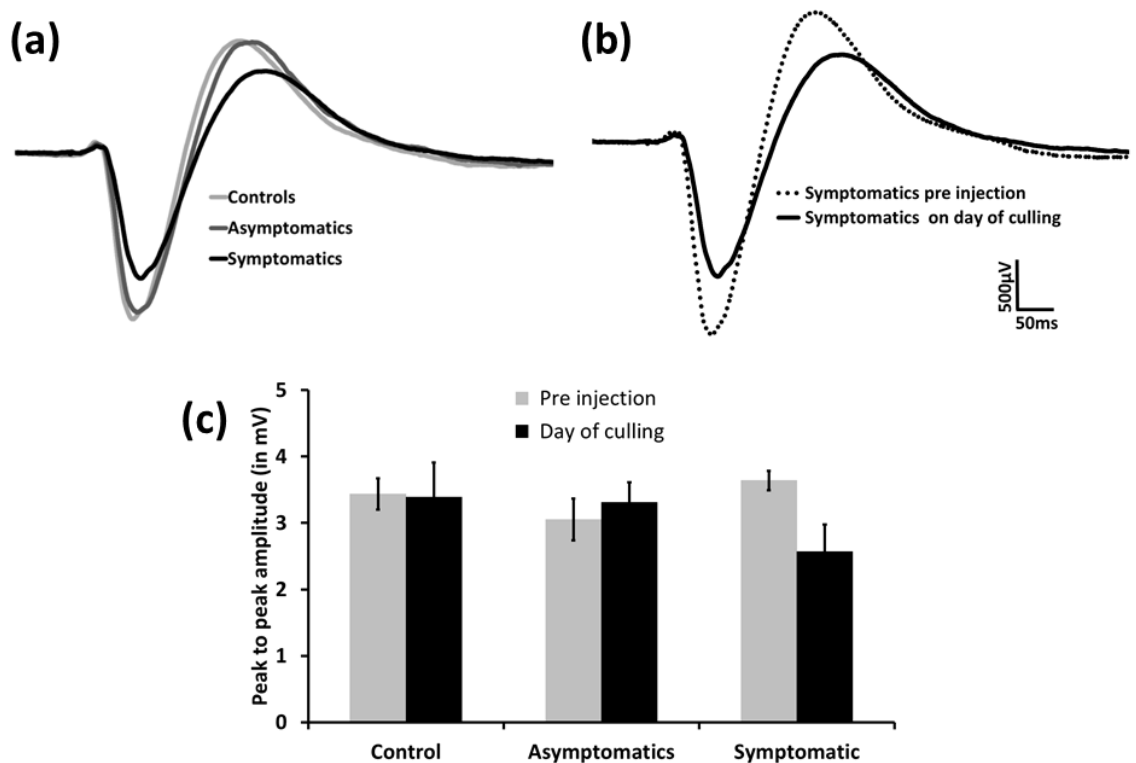 (a)
Controls
Asymptomatics
Symptomatics
(b)
Symptomatics pre injection
Symptomatics on day of culling
500µV
50ms
(c)
Pre injection
Day of culling
Peak to peak amplitude (in mV)
5
4
3
2
1
0
Control Asymptomatics Symptomatic